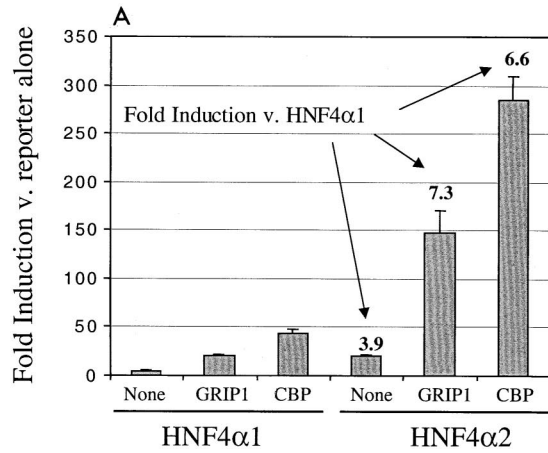 A
Fold Induction v. reporter alone
350
300
250
200
150
100
50
0
Fold Induction v. HNF4α1
3.9
7.3
6.6
None GRIP1 CBP None GRIP1 CBP
HNF4α1 HNF4α2